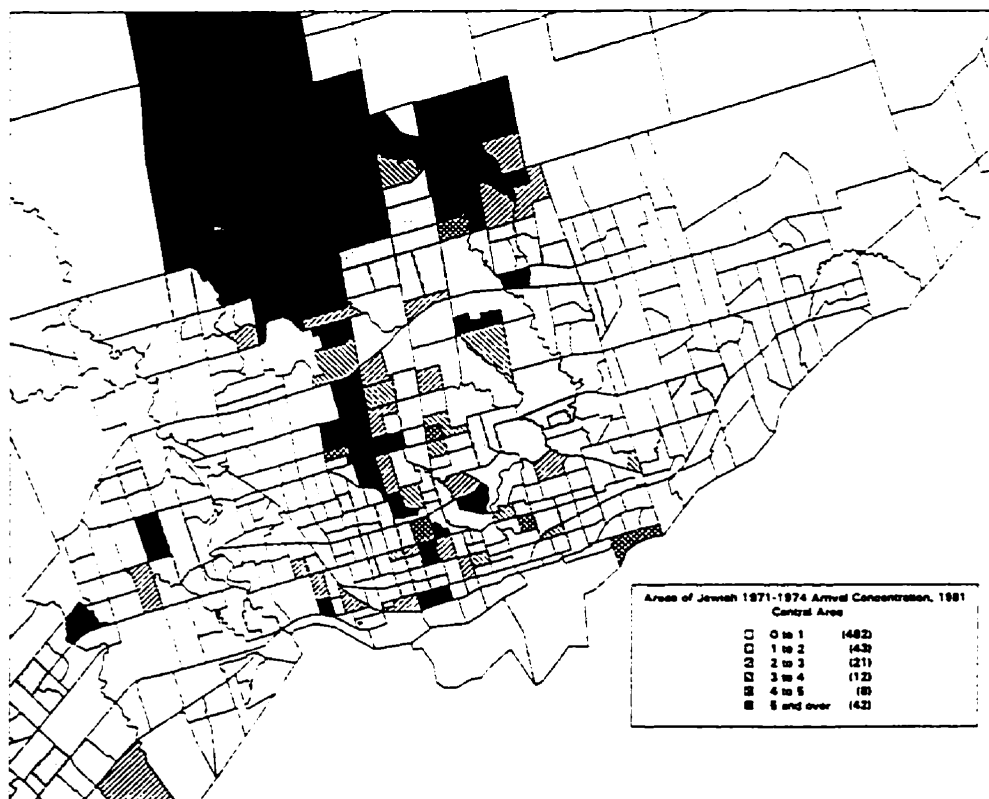 Areas of Jewish 1971-1974 Arrival Concentration, 1981
Central Area
0 to 1 (482)
1 to 2 (43)
2 to 3 (21)
3 to 4 (12)
4 to 5 (8)
5 and over (42)